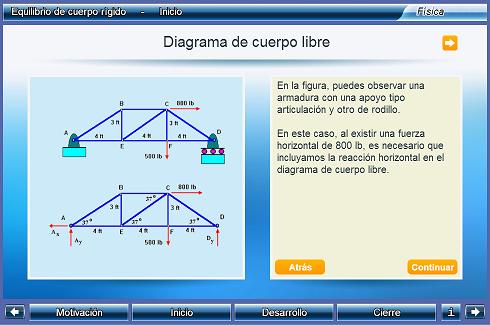 Equilibrio de cuerpo rígido - Inicio
Física
Diagrama de cuerpo libre
B C 800 lb
3 ft 3 ft
A D
4 ft 4 ft 4 ft
E F
500 lb
B C 800 lb
37°
3 ft 3 ft
A 37° 37° 37° D
Ax 4 ft E 4 ft F 4 ft
Ay 500 lb Dy
En la figura, puedes observar una
armadura con una apoyo tipo
articulación y otro de rodillo.
En este caso, al existir una fuerza
horizontal de 800 lb, es necesario que
incluyamos la reacción horizontal en el
diagrama de cuerpo libre.
Atrás Continuar
Motivación Inicio Desarrollo Cierre i